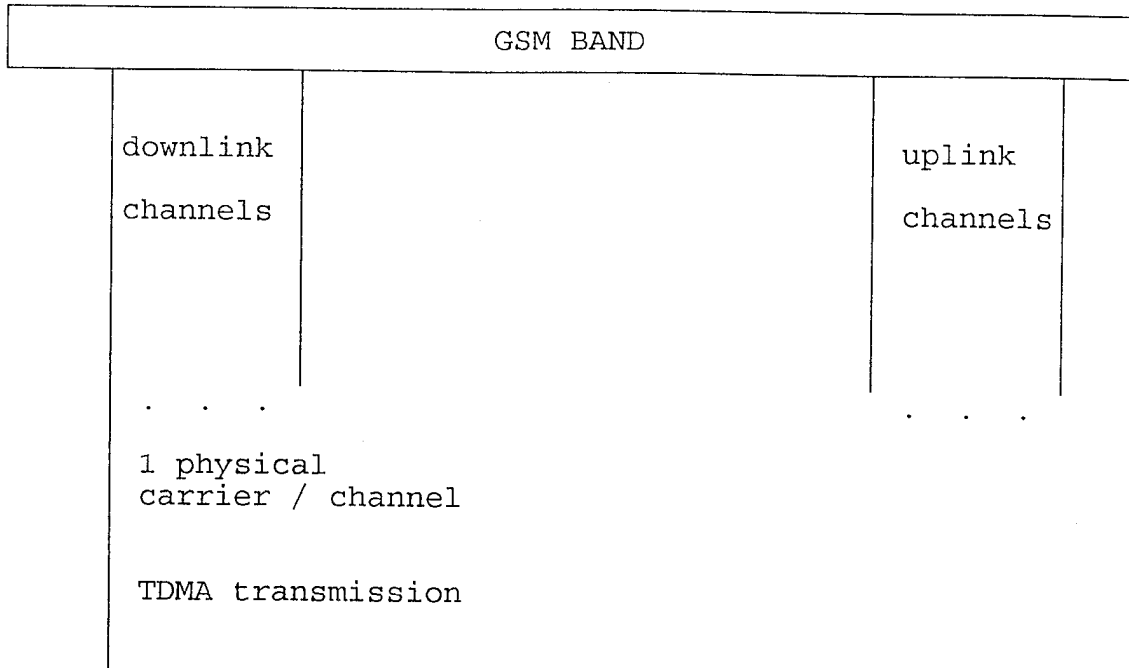 GSM BAND
downlink
channels
uplink
channels
. . .
. . .
1 physical
carrier / channel
TDMA transmission